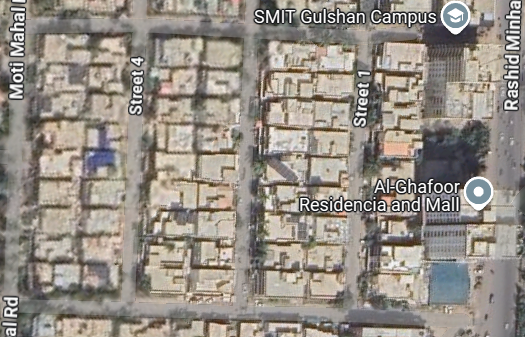 SMIT Gulshan Campus
Moti Mahal
Street 4
Street 1
Rashid Minha
Al-Ghafoor
Residencia and Mall
al Rd